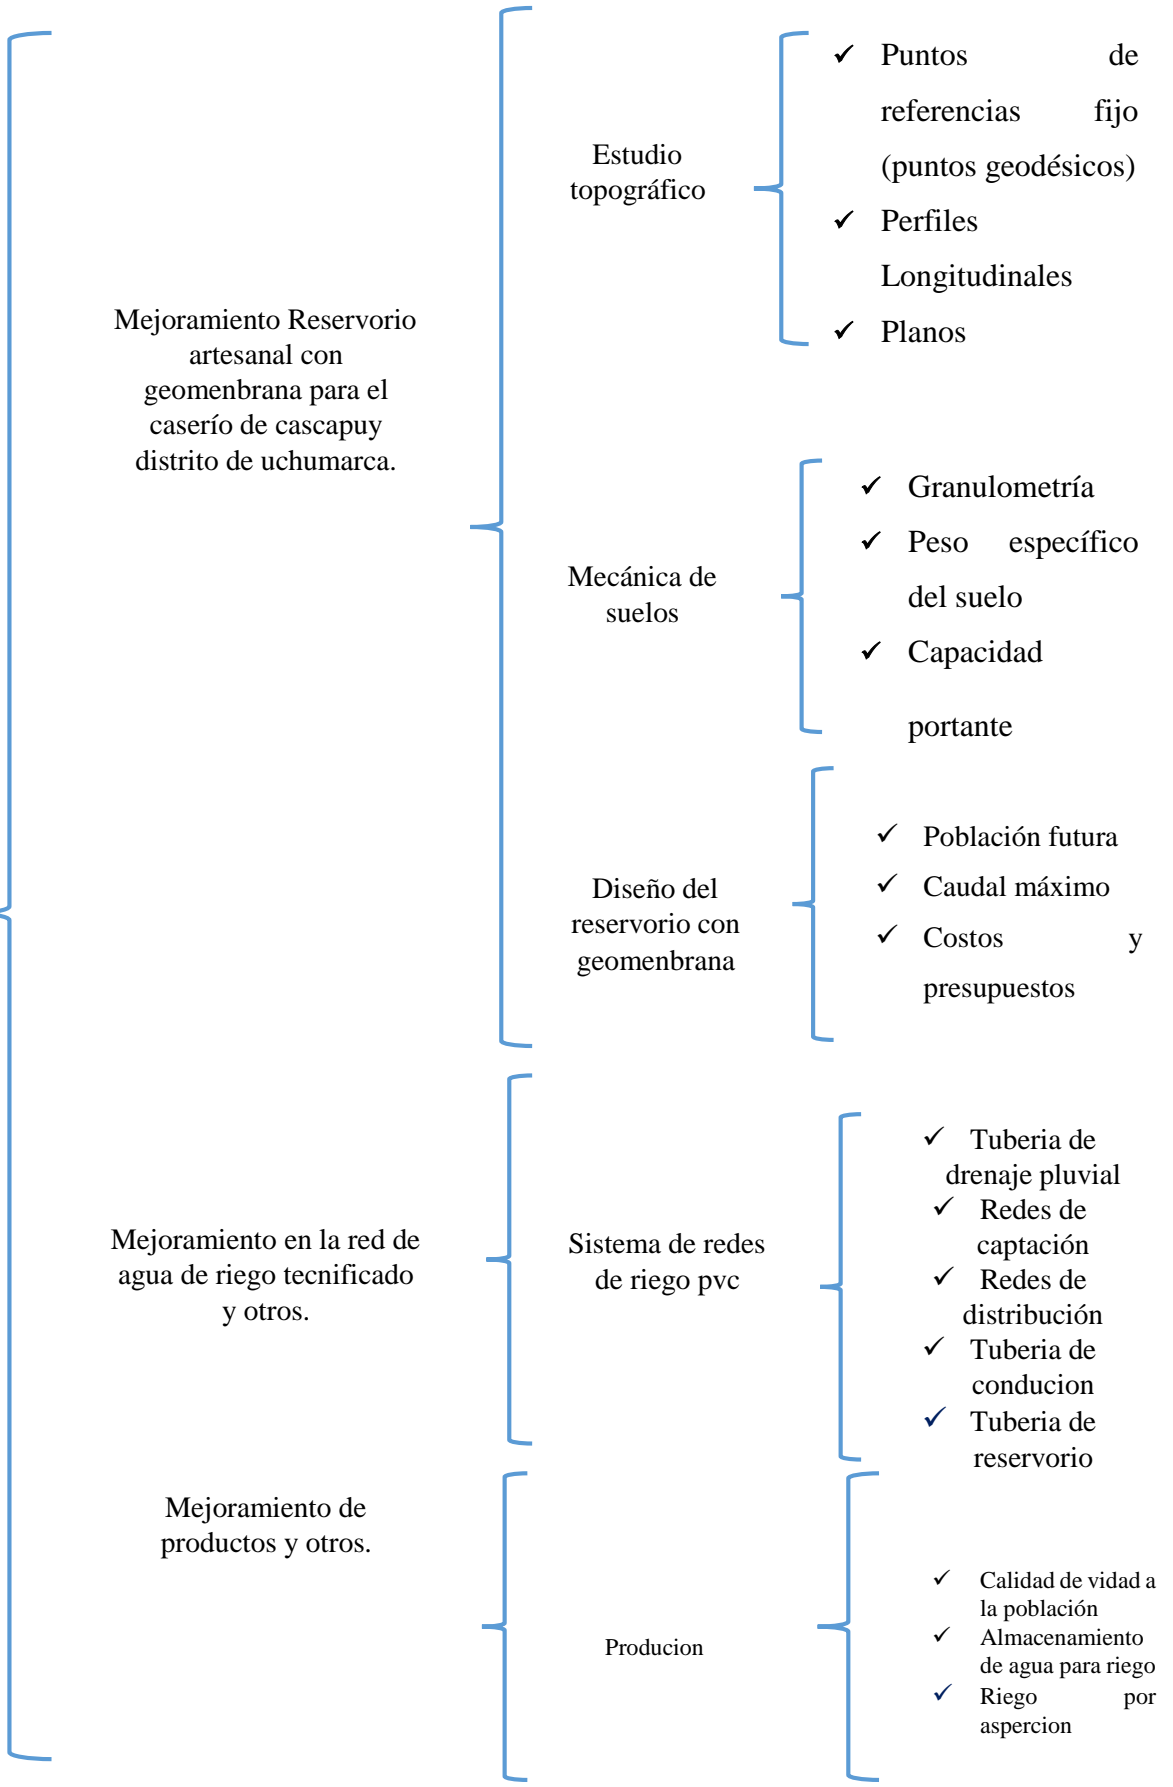 Mejoramiento Reservorio
artesanal con
geomenbrana para el
caserío de cascapuy
distrito de uchumarca.
Estudio
topográfico
✓ Puntos de
referencias fijo
(puntos geodésicos)
✓ Perfiles
Longitudinales
✓ Planos
Mecánica de
suelos
✓ Granulometría
✓ Peso específico
del suelo
✓ Capacidad
portante
Diseño del
reservorio con
geomenbrana
✓ Población futura
✓ Caudal máximo
✓ Costos y
presupuestos
Mejoramiento en la red de
agua de riego tecnificado
y otros.
Sistema de redes
de riego pvc
✓ Tuberia de
drenaje pluvial
✓ Redes de
captación
✓ Redes de
distribución
✓ Tuberia de
conducion
✓ Tuberia de
reservorio
Mejoramiento de
productos y otros.
Producion
✓ Calidad de vidad a
la población
✓ Almacenamiento
de agua para riego
✓ Riego por
aspercion